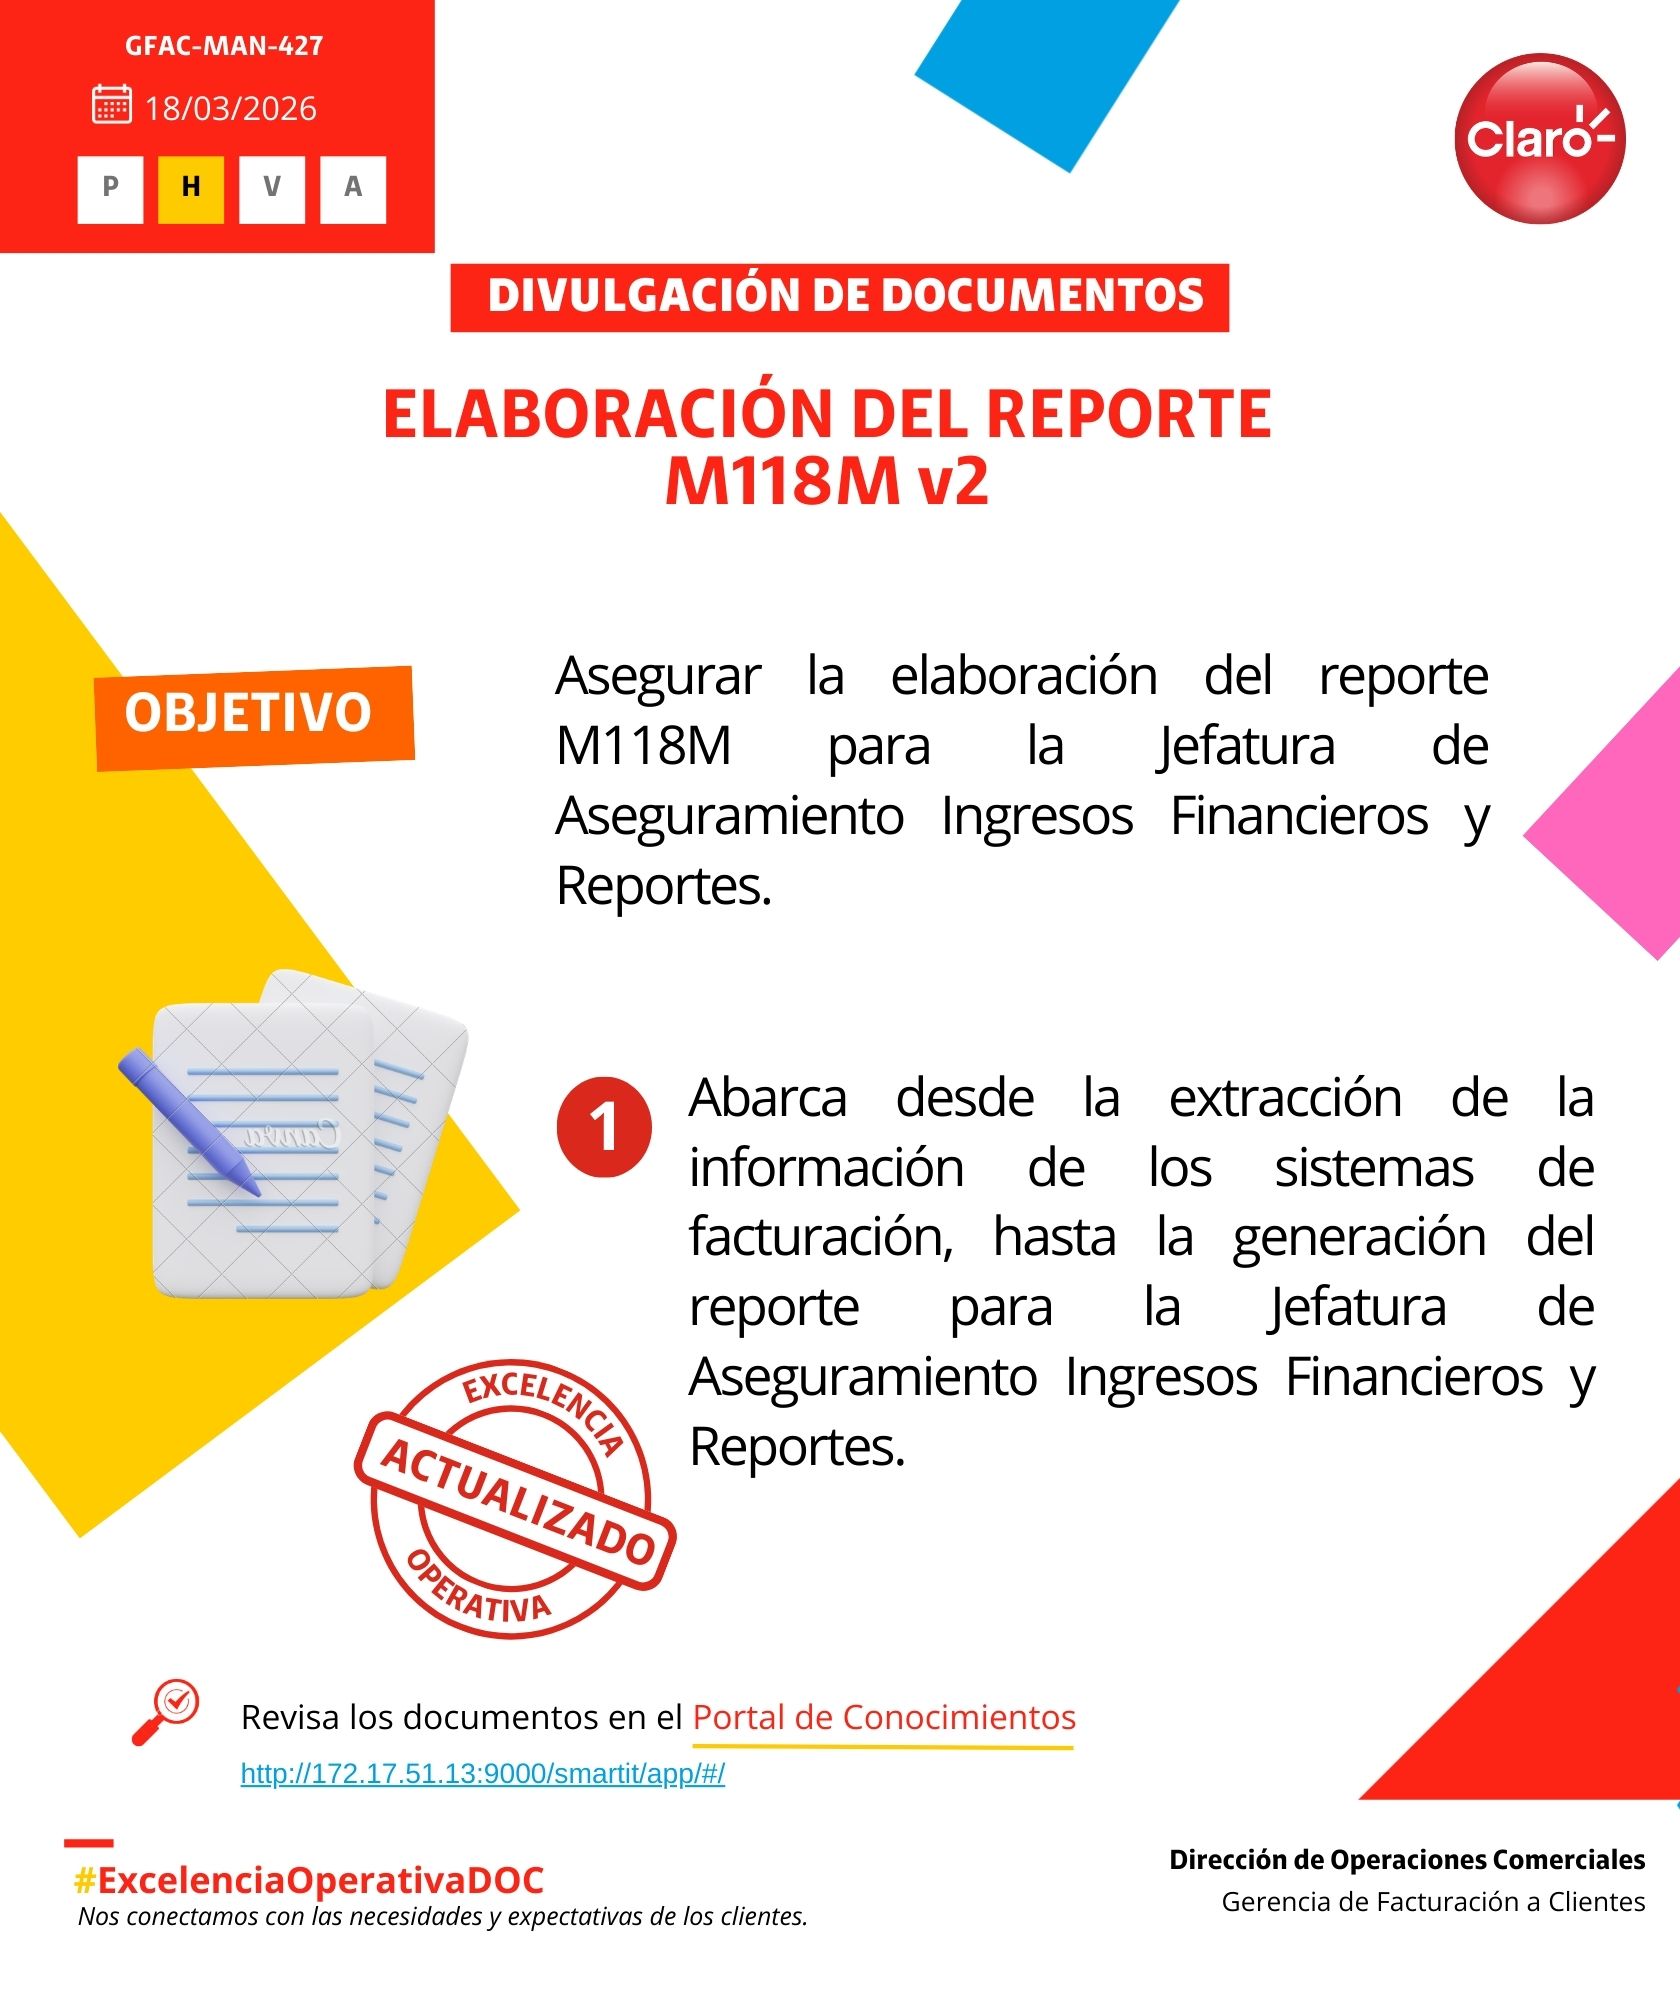 GFAC-MAN-427
18/03/2026
P H V A
Claro
DIVULGACIÓN DE DOCUMENTOS
ELABORACIÓN DEL REPORTE
M118M v2
OBJETIVO
Asegurar la elaboración del reporte
M118M para la Jefatura de
Aseguramiento Ingresos Financieros y
Reportes.
Canva
1
Abarca desde la extracción de la
información de los sistemas de
facturación, hasta la generación del
reporte para la Jefatura de
Aseguramiento Ingresos Financieros y
Reportes.
EXCELENCIA
ACTUALIZADO
OPERATIVA
Revisa los documentos en el Portal de Conocimientos
http://172.17.51.13:9000/smartit/app/#/
#ExcelenciaOperativaDOC
Nos conectamos con las necesidades y expectativas de los clientes.
Dirección de Operaciones Comerciales
Gerencia de Facturación a Clientes